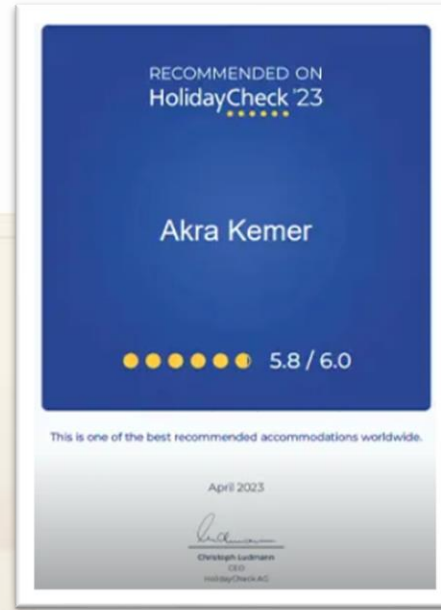 RECOMMENDED ON
HolidayCheck '23
Akra Kemer
5.8 / 6.0
This is one of the best recommended accommodations worldwide.
April 2023
Christoph Ludmann
CEO
HolidayCheck AG